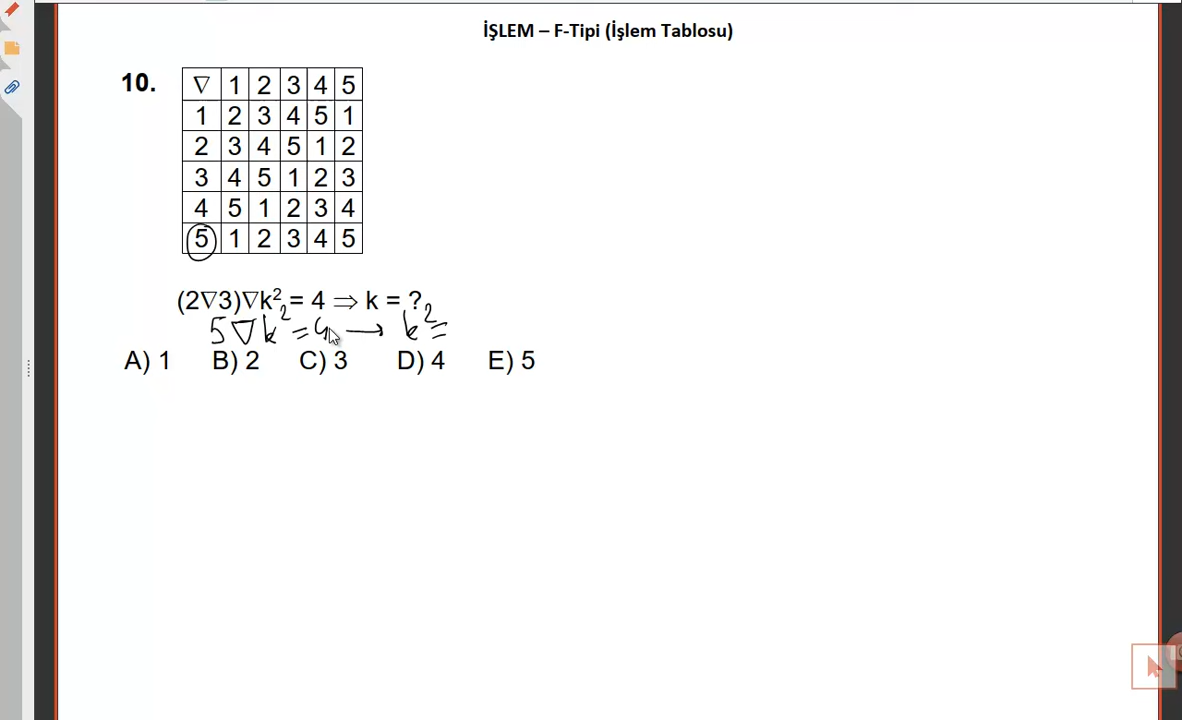 İŞLEM – F-Tipi (İşlem Tablosu)
10.
∇ 1 2 3 4 5
1 2 3 4 5 1
2 3 4 5 1 2
3 4 5 1 2 3
4 5 1 2 3 4
5 1 2 3 4 5
(2∇3)∇k² = 4 ⇒ k = ?
5 ∇ k² = 4 → k² =
A) 1 B) 2 C) 3 D) 4 E) 5